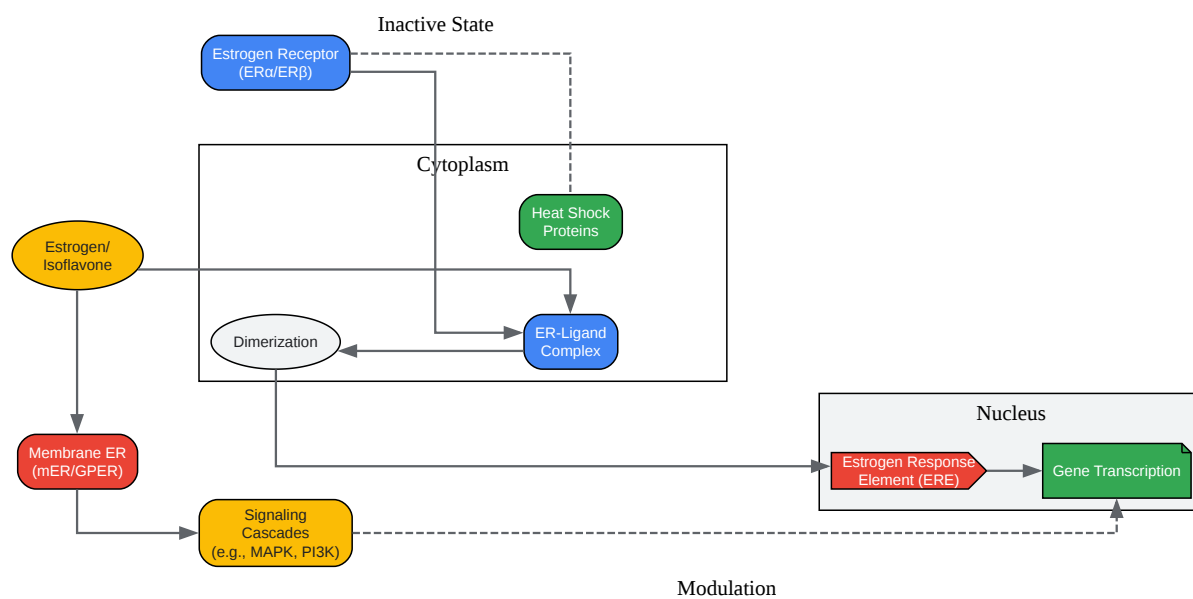 Inactive State
Estrogen Receptor
(ERα/ERβ)
Cytoplasm
Heat Shock
Proteins
Estrogen/
Isoflavone
ER-Ligand
Complex
Dimerization
Nucleus
Membrane ER
(mER/GPER)
Estrogen Response
Element (ERE)
Gene Transcription
Signaling
Cascades
(e.g., MAPK, PI3K)
Modulation